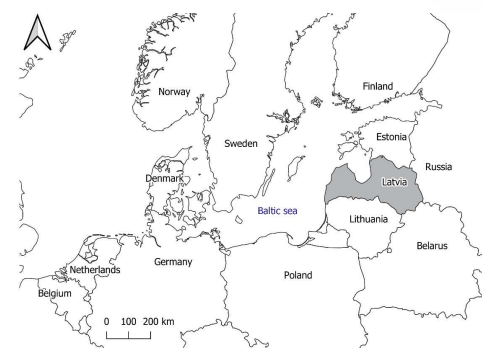 Norway
Finland
Estonia
Sweden
Russia
Denmark
Latvia
Baltic sea
Lithuania
Belarus
Germany
Netherlands
Poland
Belgium
0 100 200 km